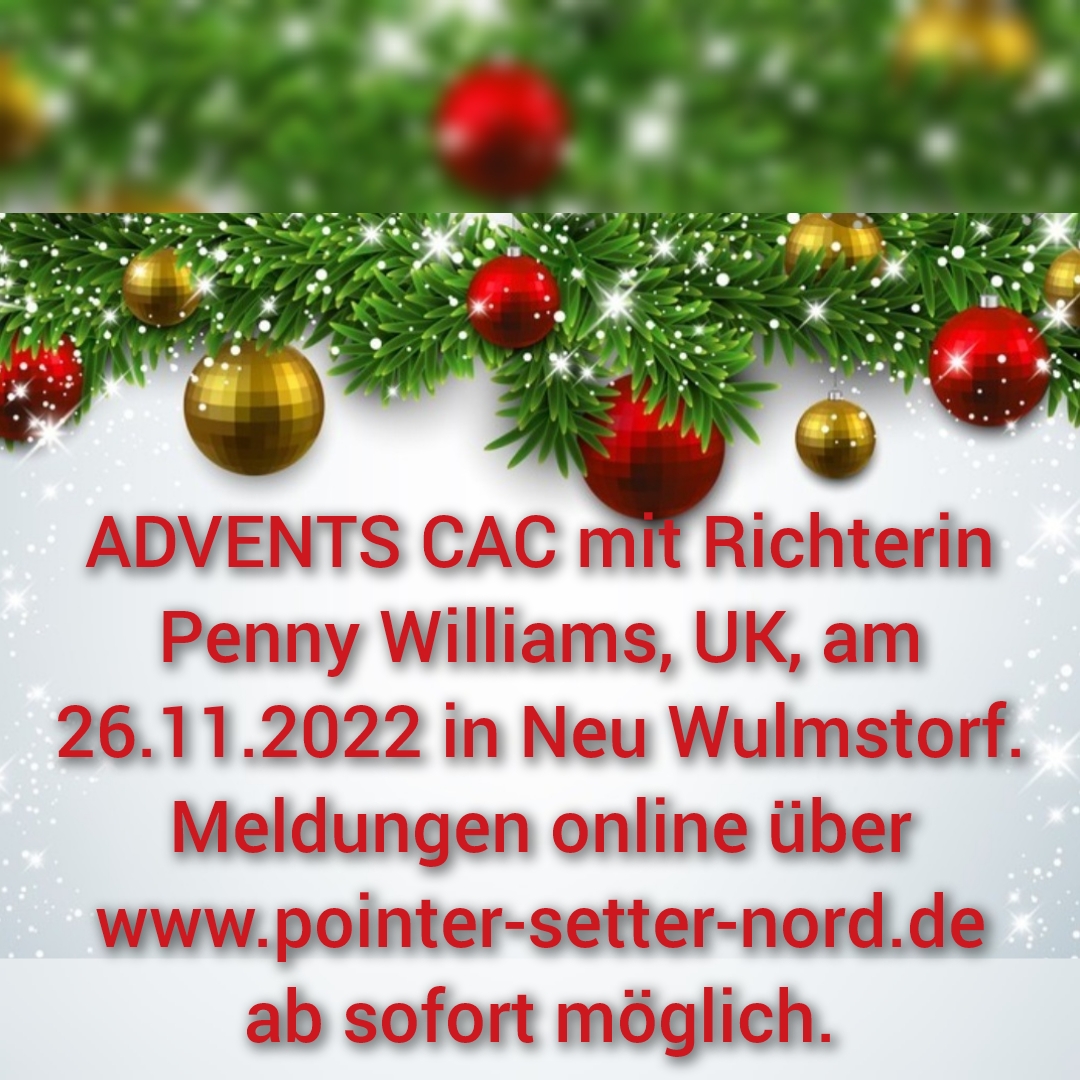 ADVENTS CAC mit Richterin
Penny Williams, UK, am
26.11.2022 in Neu Wulmstorf.
Meldungen online über
www.pointer-setter-nord.de
ab sofort möglich.